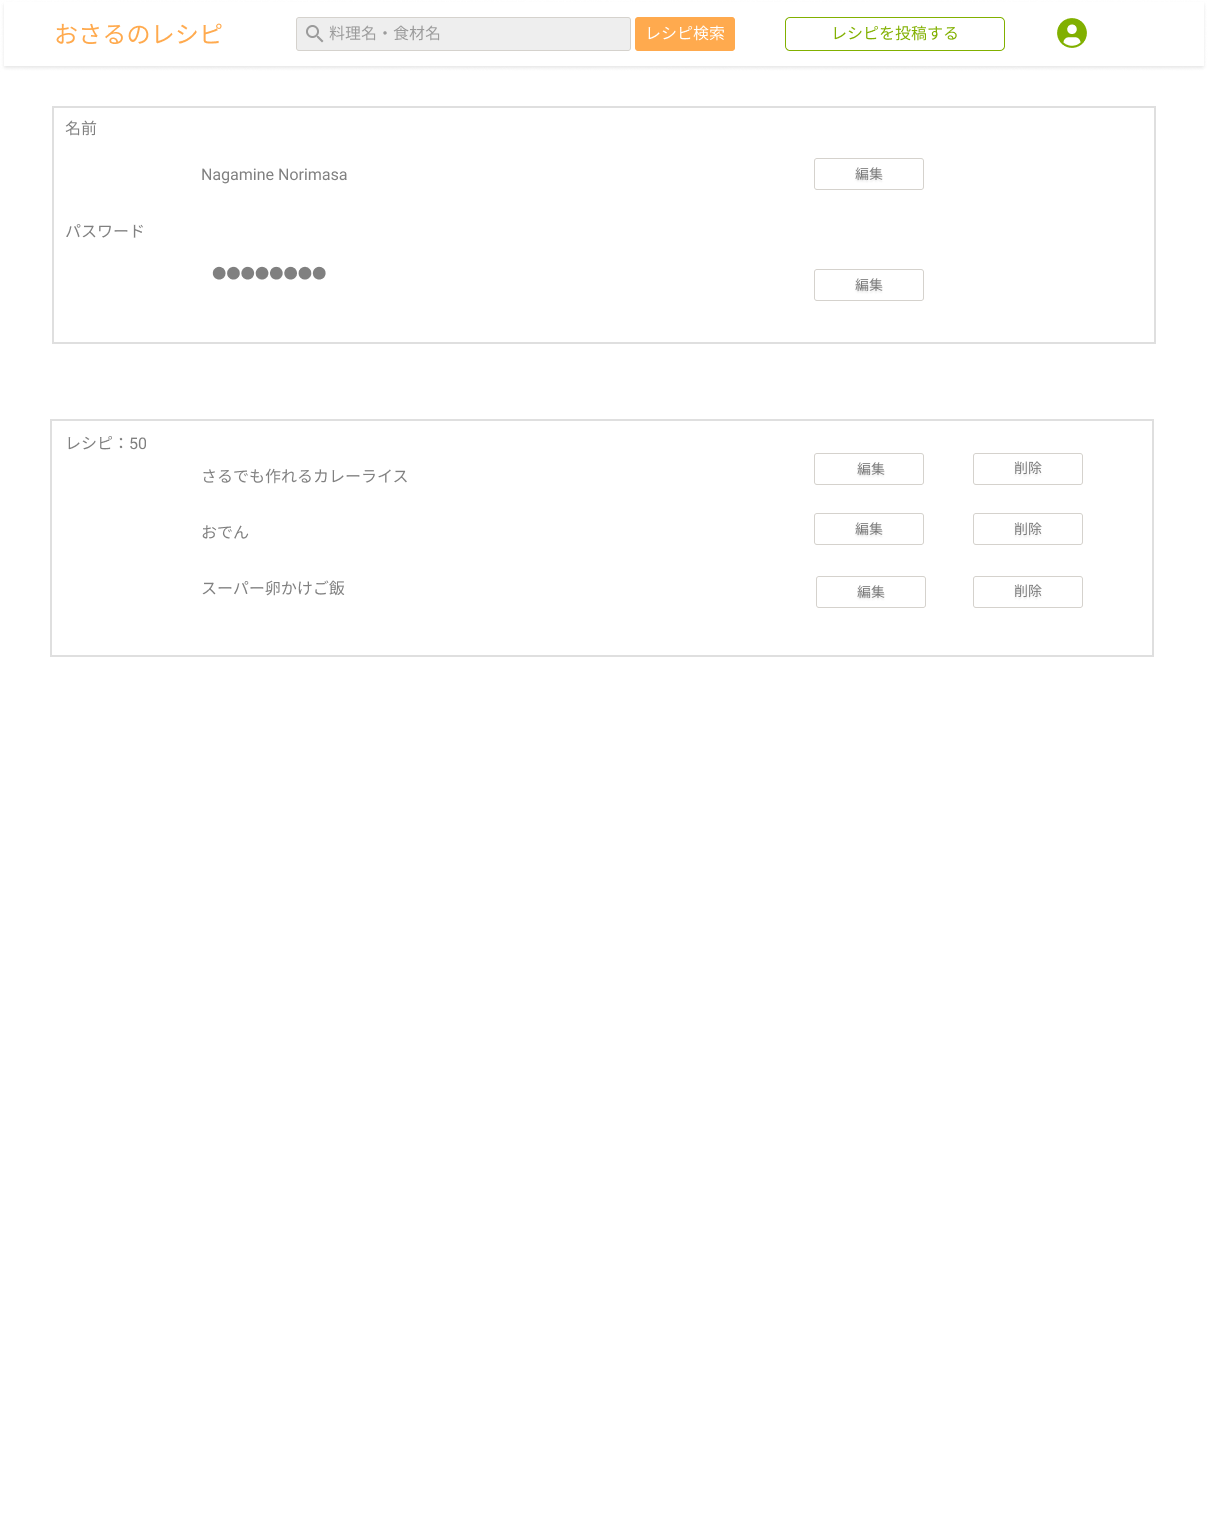 おさるのレシピ
料理名・食材名
レシピ検索
レシピを投稿する
名前
Nagamine Norimasa
編集
パスワード
●●●●●●●●
編集
レシピ：50
さるでも作れるカレーライス
編集
削除
おでん
編集
削除
スーパー卵かけご飯
編集
削除